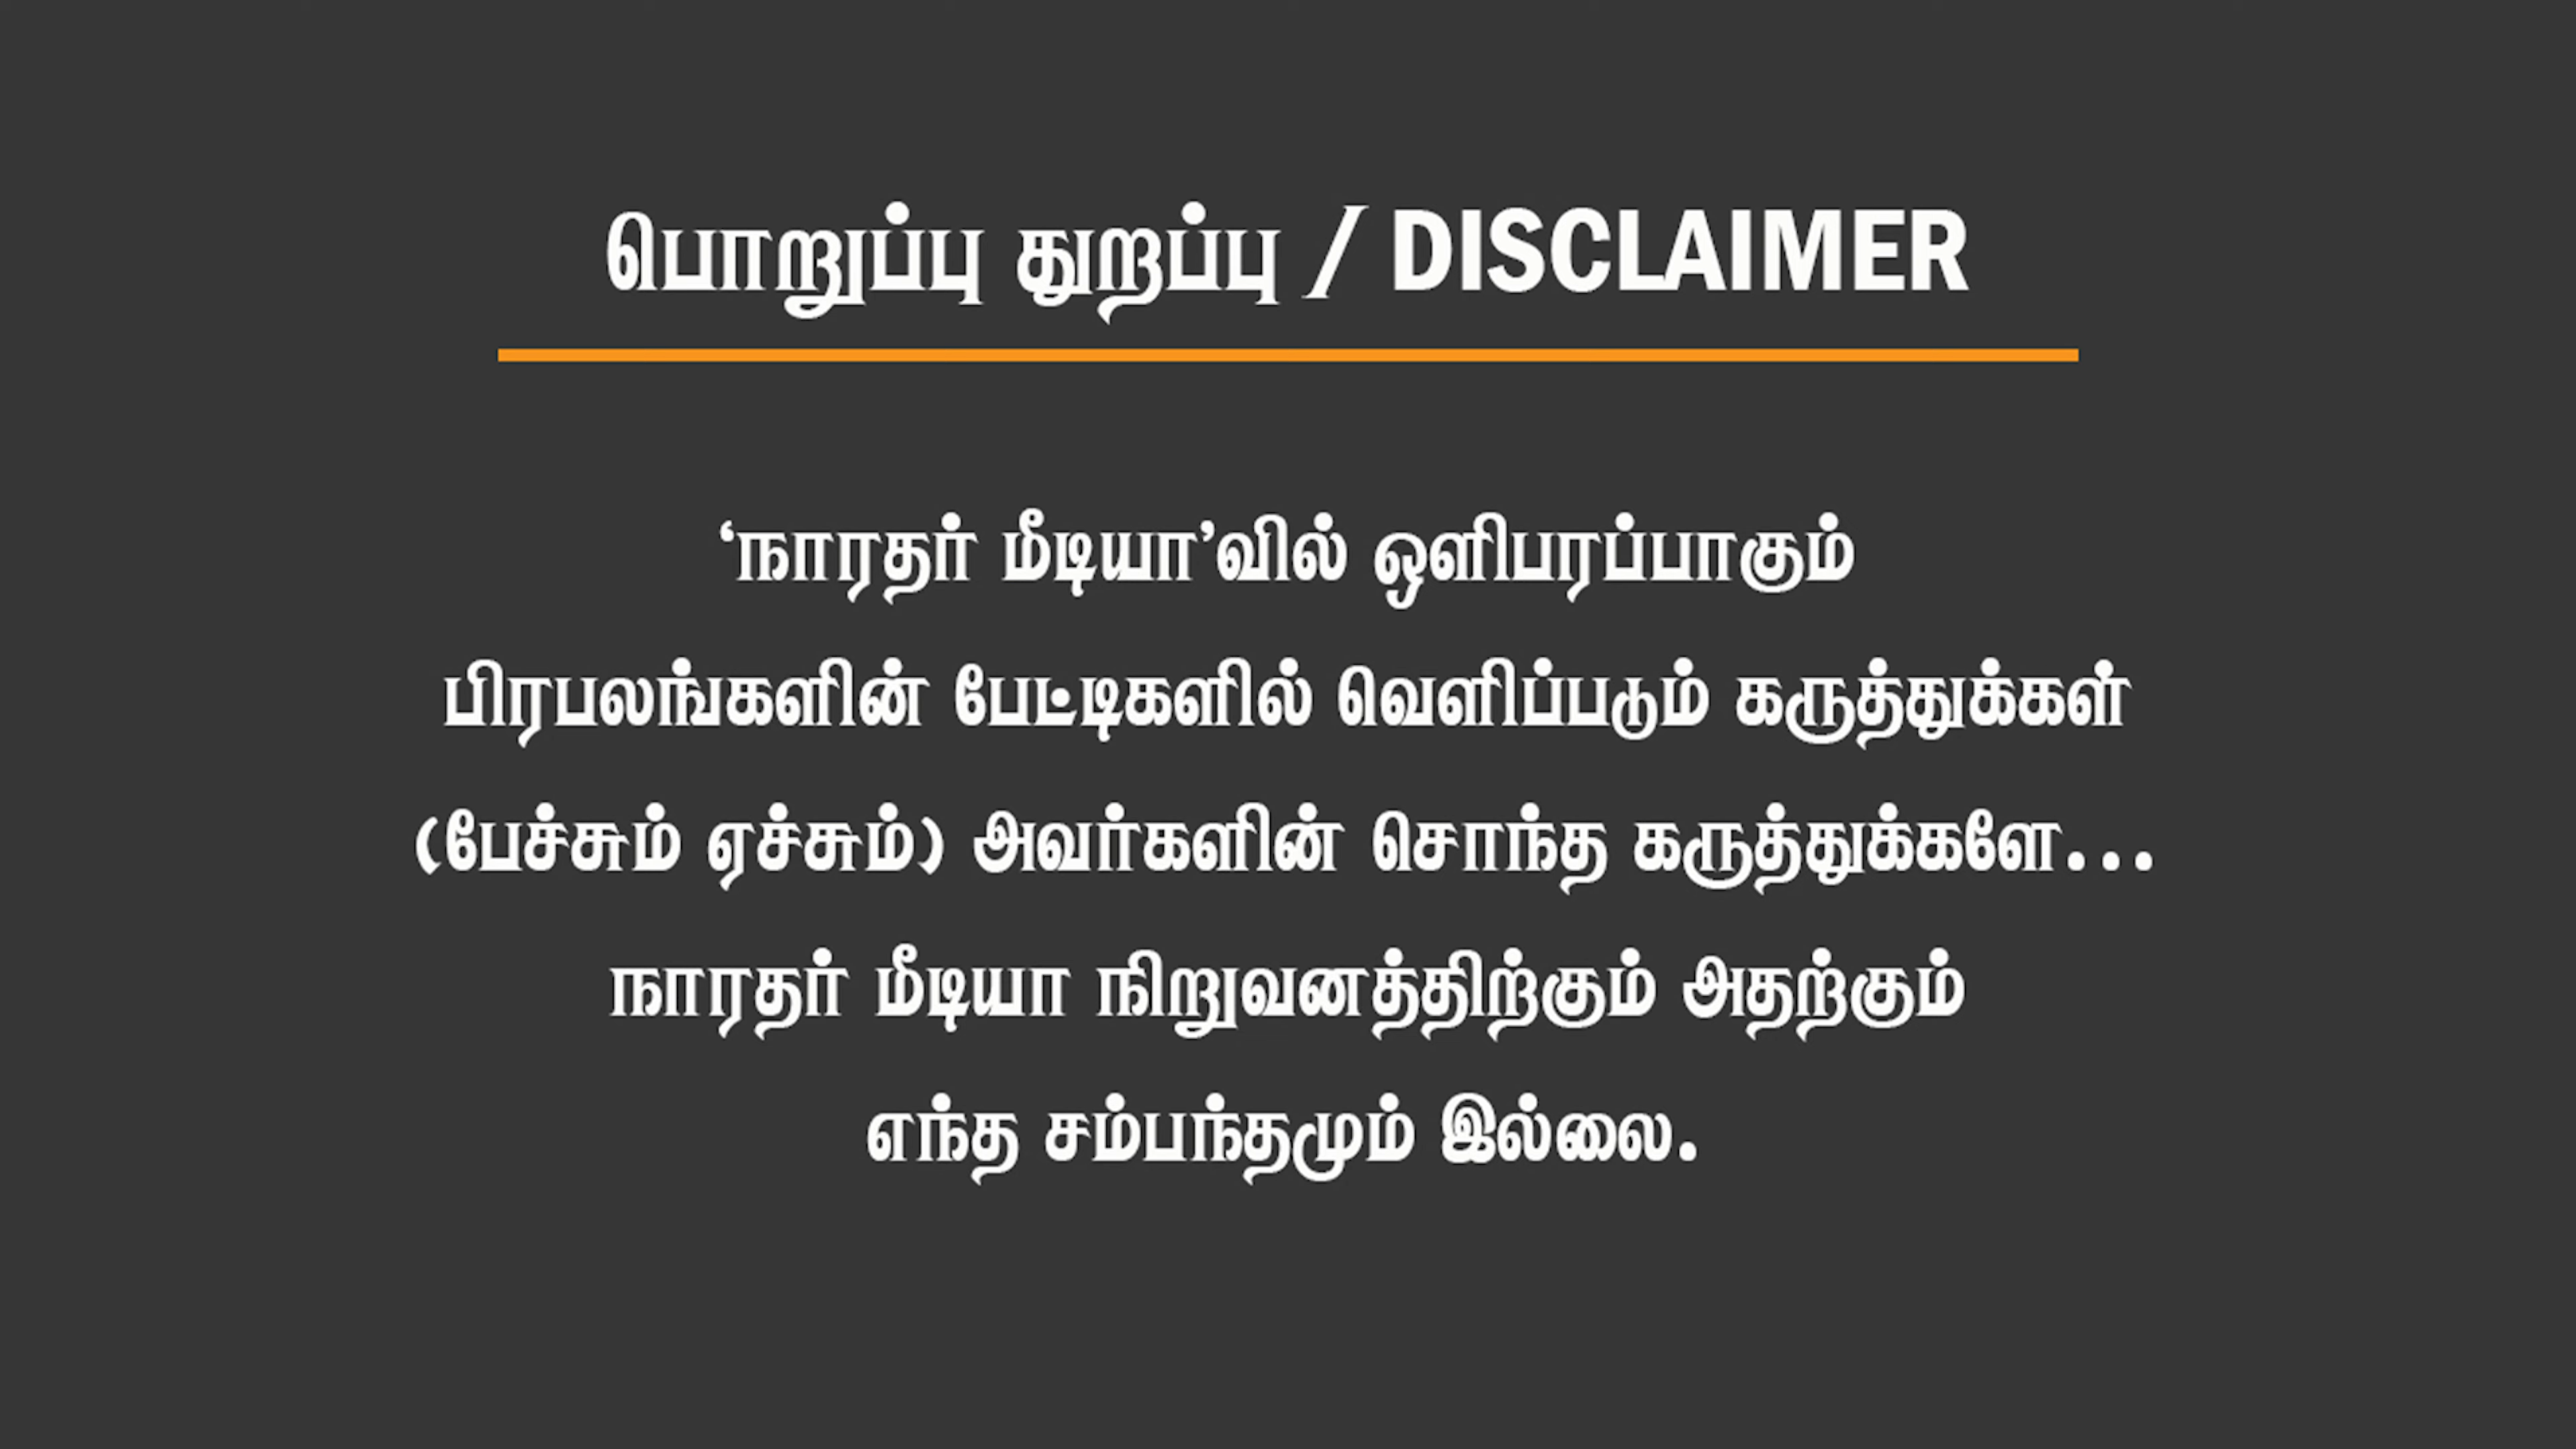 பொறுப்பு துறப்பு / DISCLAIMER
‘நாரதர் மீடியா’வில் ஒளிபரப்பாகும்
பிரபலங்களின் பேட்டிகளில் வெளிப்படும் கருத்துக்கள்
(பேச்சும் ஏச்சும்) அவர்களின் சொந்த கருத்துக்களே...
நாரதர் மீடியா நிறுவனத்திற்கும் அதற்கும்
எந்த சம்பந்தமும் இல்லை.